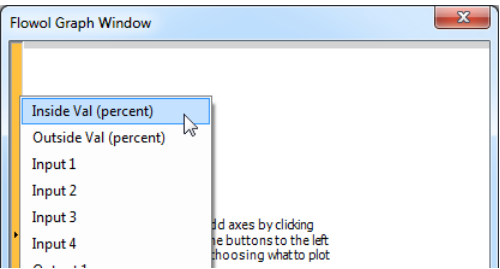 Flowol Graph Window
Inside Val (percent)
Outside Val (percent)
Input 1
Input 2
Input 3
dd axes by clicking
Input 4
he buttons to the left
choosing what to plot